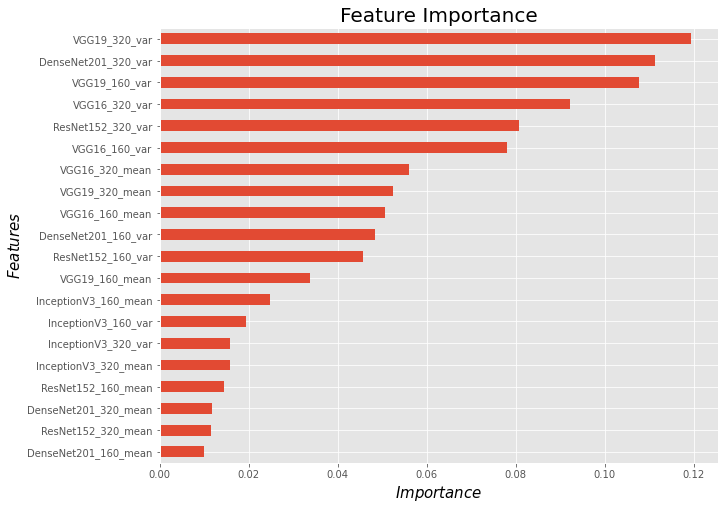 Feature Importance
VGG19_320_var
DenseNet201_320_var
VGG19_160_var
VGG16_320_var
ResNet152_320_var
VGG16_160_var
VGG16_320_mean
VGG19_320_mean
VGG16_160_mean
DenseNet201_160_var
ResNet152_160_var
VGG19_160_mean
InceptionV3_160_mean
InceptionV3_160_var
InceptionV3_320_var
InceptionV3_320_mean
ResNet152_160_mean
DenseNet201_320_mean
ResNet152_320_mean
DenseNet201_160_mean
Features
0.00 0.02 0.04 0.06 0.08 0.10 0.12
Importance